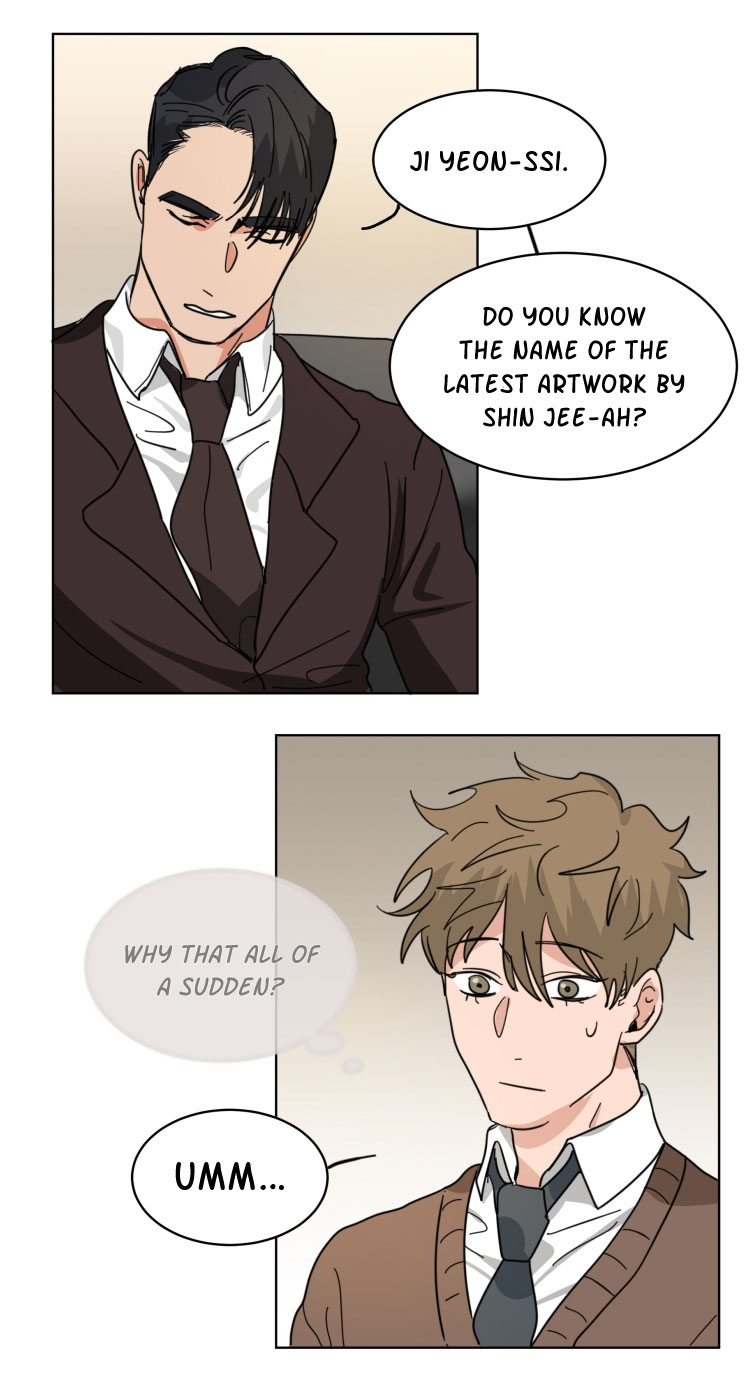 JI YEON-SSI.
DO YOU KNOW
THE NAME OF THE
LATEST ARTWORK BY
SHIN JEE-AH?
WHY THAT ALL OF
A SUDDEN?
UMM...